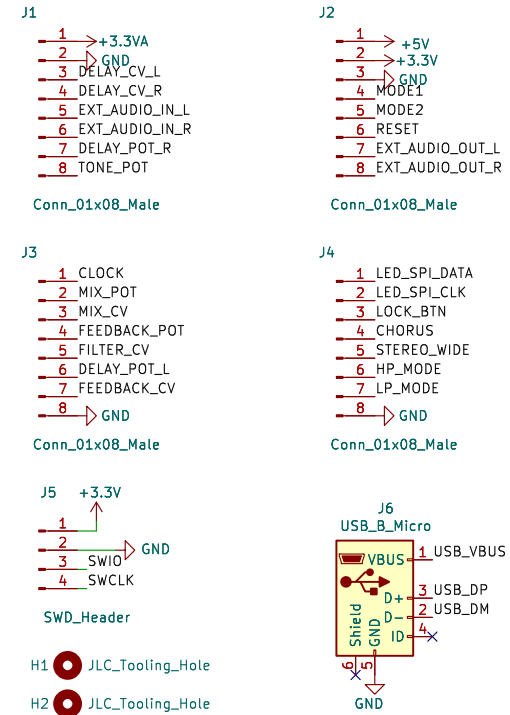 J1
1 +3.3VA
2 GND
3 DELAY_CV_L
4 DELAY_CV_R
5 EXT_AUDIO_IN_L
6 EXT_AUDIO_IN_R
7 DELAY_POT_R
8 TONE_POT
Conn_01x08_Male
J2
1 +5V
2 +3.3V
3 GND
4 MODE1
5 MODE2
6 RESET
7 EXT_AUDIO_OUT_L
8 EXT_AUDIO_OUT_R
Conn_01x08_Male
J3
1 CLOCK
2 MIX_POT
3 MIX_CV
4 FEEDBACK_POT
5 FILTER_CV
6 DELAY_POT_L
7 FEEDBACK_CV
8 GND
Conn_01x08_Male
J4
1 LED_SPI_DATA
2 LED_SPI_CLK
3 LOCK_BTN
4 CHORUS
5 STEREO_WIDE
6 HP_MODE
7 LP_MODE
8 GND
Conn_01x08_Male
J5 +3.3V
1
2 GND
3 SWIO
4 SWCLK
SWD_Header
J6
USB_B_Micro
VBUS 1 USB_VBUS
D+ 3 USB_DP
D- 2 USB_DM
ID 4
Shield 6
GND 5
GND
H1 JLC_Tooling_Hole
H2 JLC_Tooling_Hole